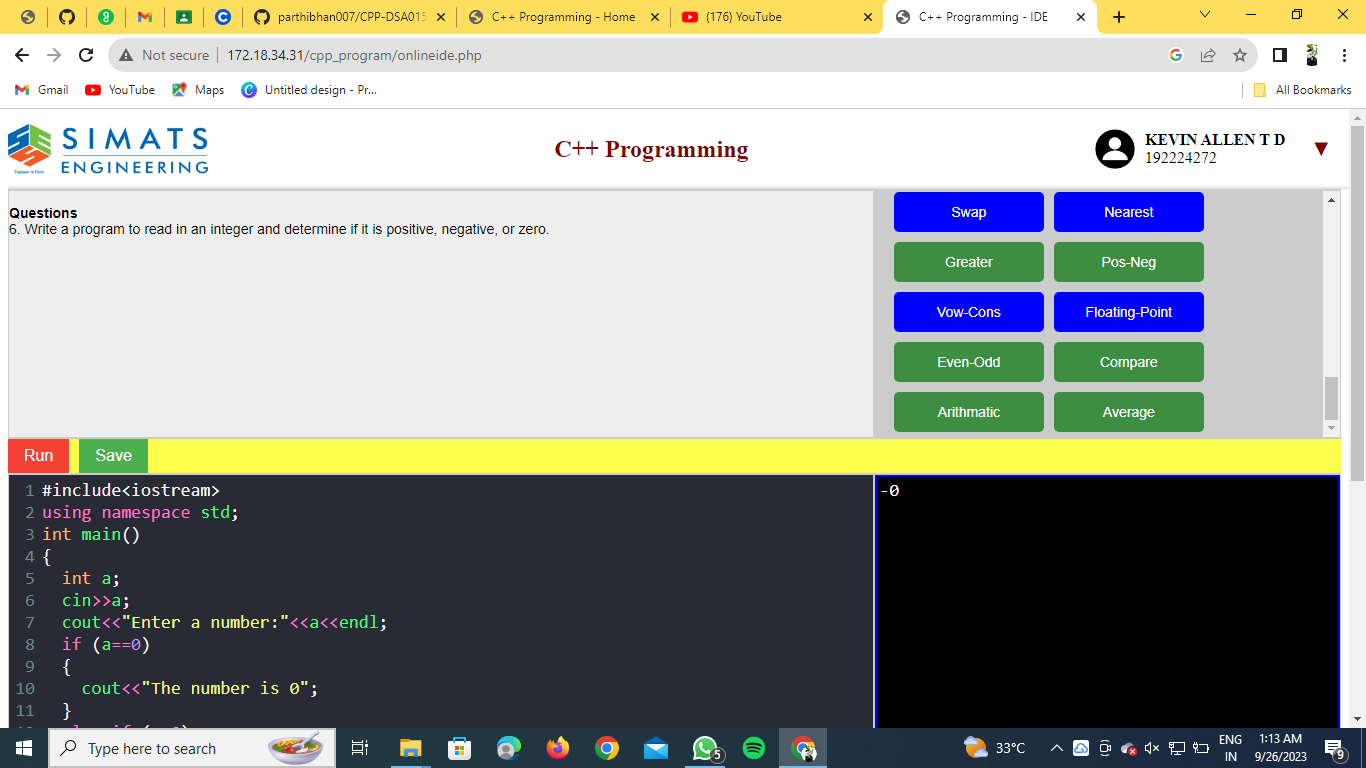 parthibhan007/CPP-DSA015
C++ Programming - Home
(176) YouTube
C++ Programming - IDE
Not secure
172.18.34.31/cpp_program/onlineide.php
Gmail
YouTube
Maps
Untitled design - Pr...
All Bookmarks
SIMATS
ENGINEERING
Engineer to Excel
C++ Programming
KEVIN ALLEN T D
192224272
Questions
6. Write a program to read in an integer and determine if it is positive, negative, or zero.
Swap
Nearest
Greater
Pos-Neg
Vow-Cons
Floating-Point
Even-Odd
Compare
Arithmatic
Average
Run
Save
1 #include<iostream>
2 using namespace std;
3 int main()
4 {
5 int a;
6 cin>>a;
7 cout<<"Enter a number:"<<a<<endl;
8 if (a==0)
9 {
10 cout<<"The number is 0";
11 }
-0
Type here to search
5
33°C
ENG
IN
1:13 AM
9/26/2023
9